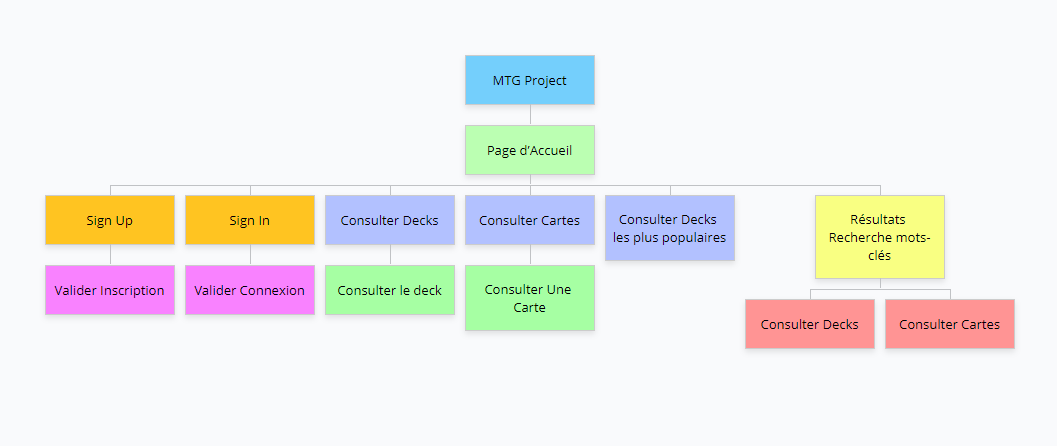 MTG Project
Page d'Accueil
Sign Up
Sign In
Consulter Decks
Consulter Cartes
Consulter Decks
les plus populaires
Résultats
Recherche mots-
clés
Valider Inscription
Valider Connexion
Consulter le deck
Consulter Une
Carte
Consulter Decks
Consulter Cartes